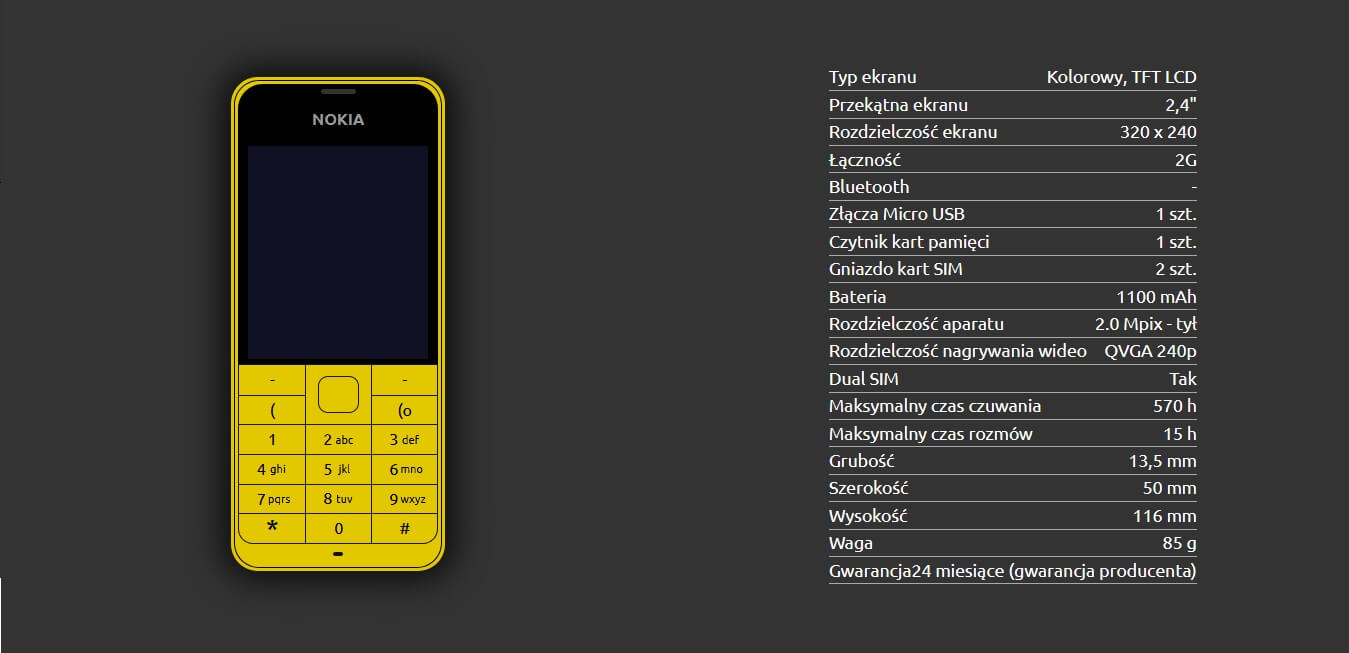 NOKIA
-
-
(
(o
1
2 abc
3 def
4 ghi
5 jkl
6 mno
7 pqrs
8 tuv
9 wxyz
*
0
#
Typ ekranu Kolorowy, TFT LCD
Przekątna ekranu 2,4"
Rozdzielczość ekranu 320 x 240
Łączność 2G
Bluetooth -
Złącza Micro USB 1 szt.
Czytnik kart pamięci 1 szt.
Gniazdo kart SIM 2 szt.
Bateria 1100 mAh
Rozdzielczość aparatu 2.0 Mpix - tył
Rozdzielczość nagrywania wideo QVGA 240p
Dual SIM Tak
Maksymalny czas czuwania 570 h
Maksymalny czas rozmów 15 h
Grubość 13,5 mm
Szerokość 50 mm
Wysokość 116 mm
Waga 85 g
Gwarancja24 miesiące (gwarancja producenta)